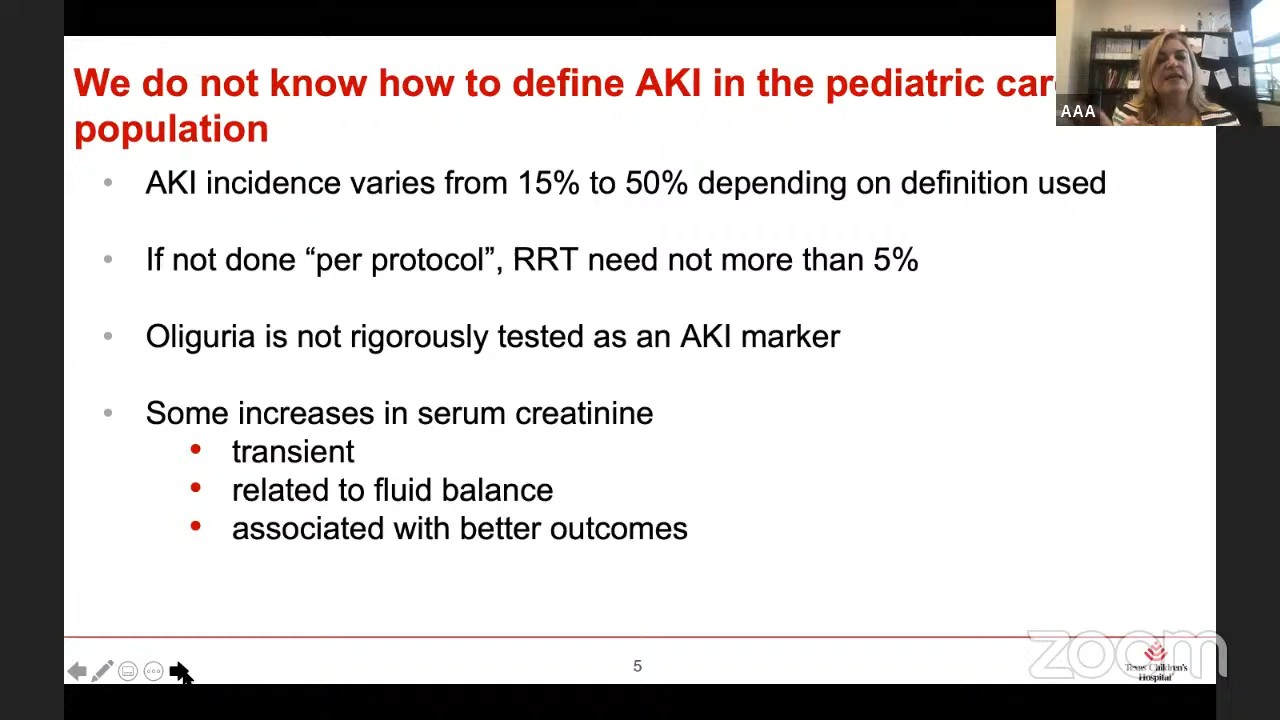 We do not know how to define AKI in the pediatric car
population
• AKI incidence varies from 15% to 50% depending on definition used
• If not done “per protocol”, RRT need not more than 5%
• Oliguria is not rigorously tested as an AKI marker
• Some increases in serum creatinine
• transient
• related to fluid balance
• associated with better outcomes
AAA
5
zoom
Texas Children's
Hospital